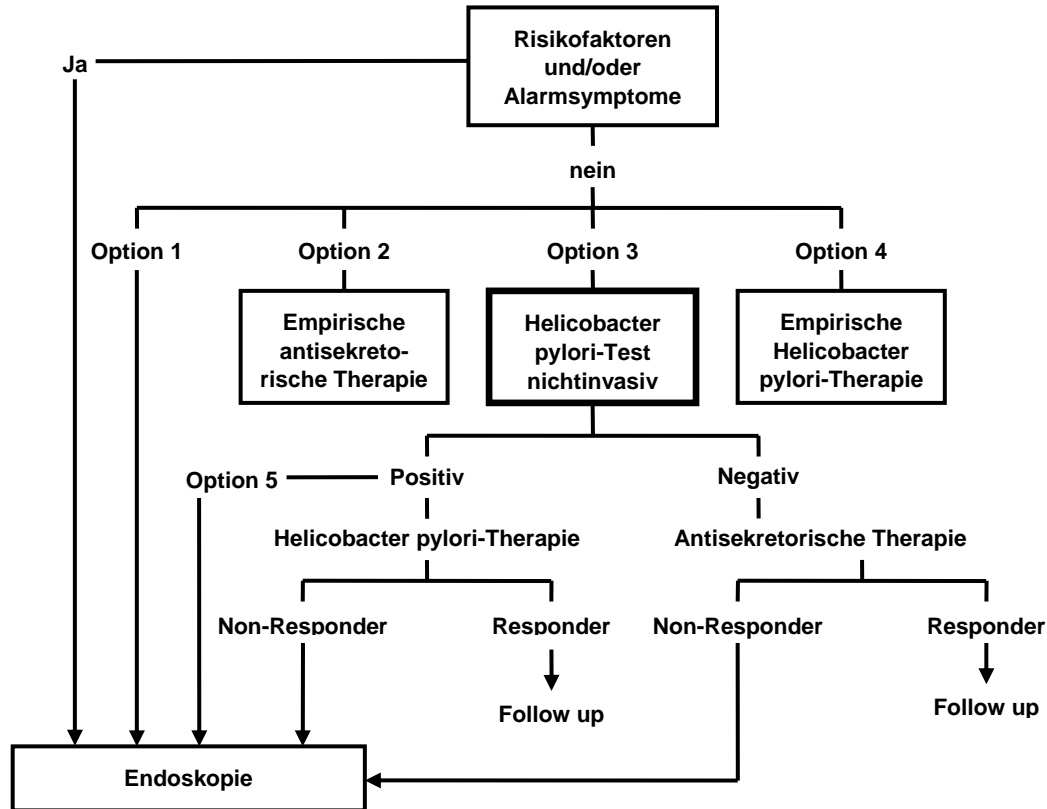 Risikofaktoren
und/oder
Alarmsymptome
Ja
nein
Option 1
Option 2
Option 3
Option 4
Empirische
antisekreto-
rische Therapie
Helicobacter
pylori-Test
nichtinvasiv
Empirische
Helicobacter
pylori-Therapie
Option 5
Positiv
Negativ
Helicobacter pylori-Therapie
Antisekretorische Therapie
Non-Responder
Responder
Non-Responder
Responder
Follow up
Follow up
Endoskopie